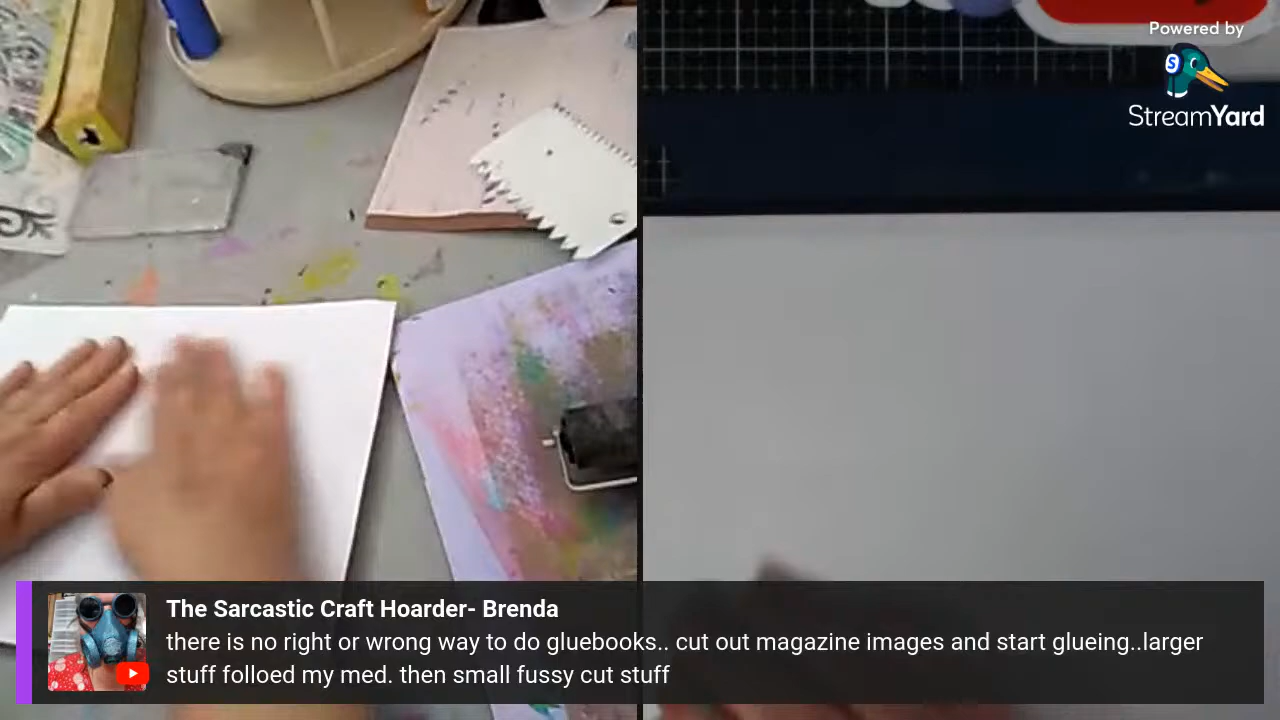 Powered by
StreamYard
The Sarcastic Craft Hoarder- Brenda
there is no right or wrong way to do gluebooks.. cut out magazine images and start glueing..larger
stuff folloed my med. then small fussy cut stuff